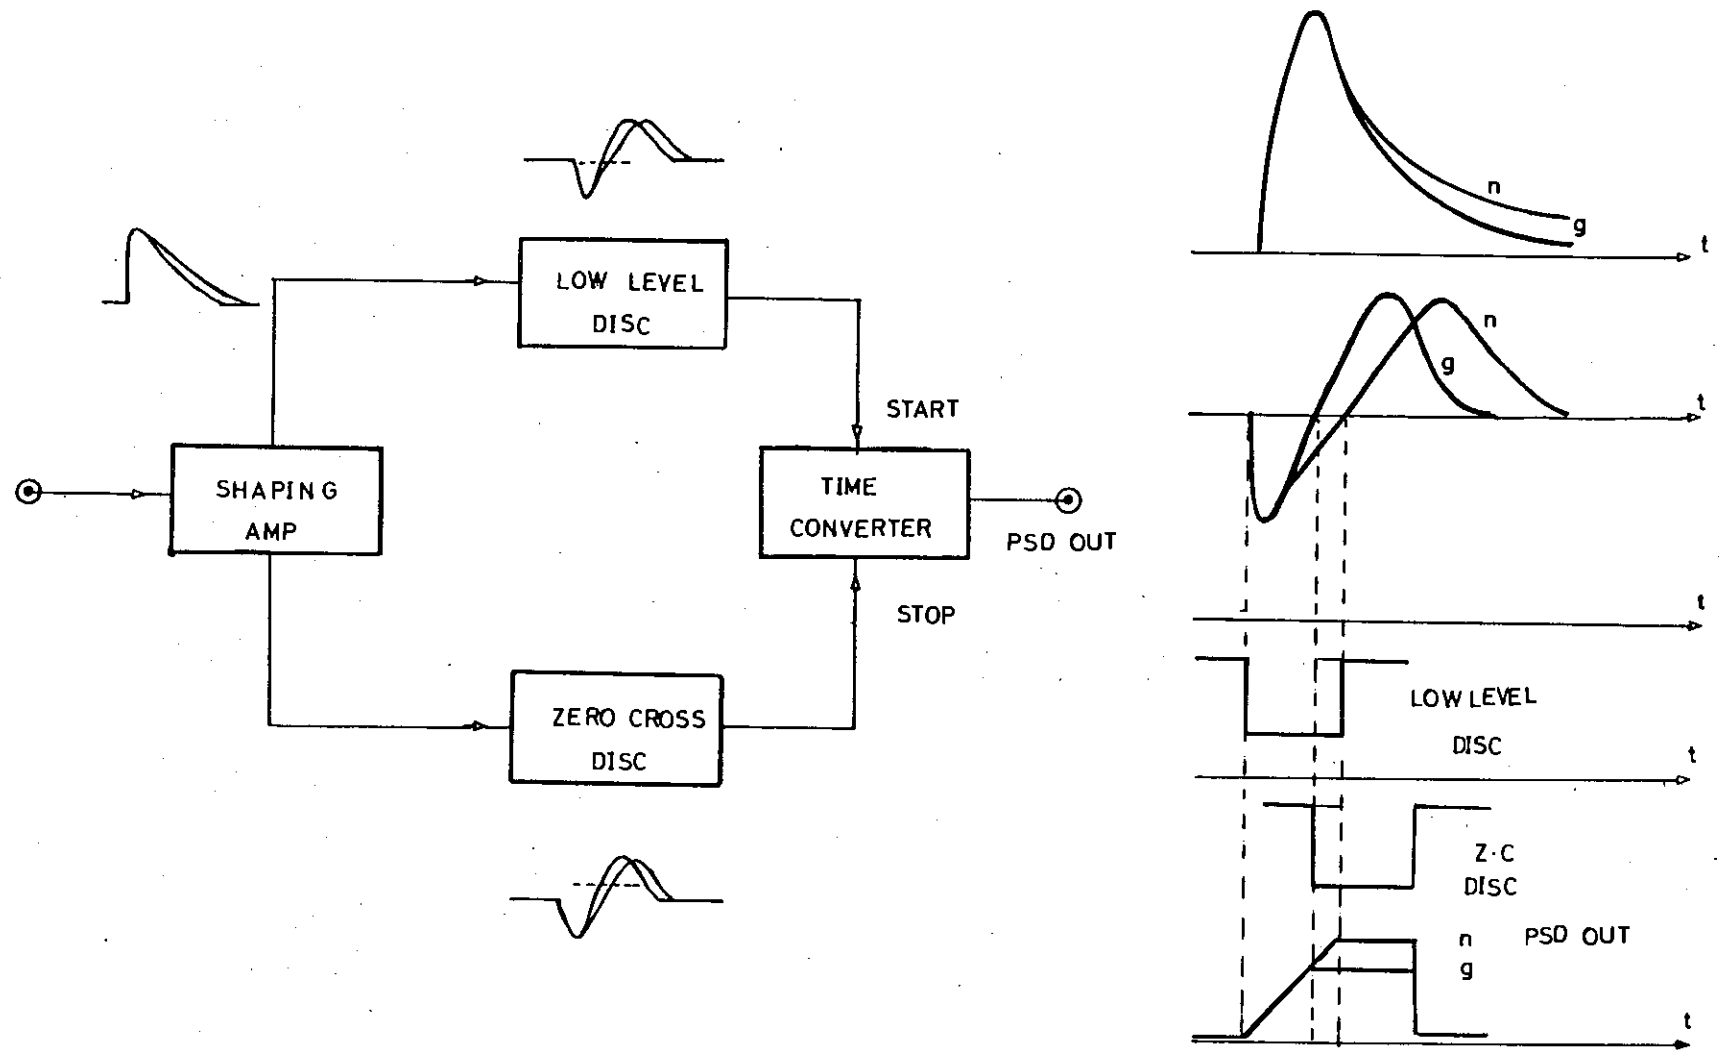 LOW LEVEL
DISC
START
SHAPING
AMP
TIME
CONVERTER
PSD OUT
STOP
ZERO CROSS
DISC
n
g
t
n
g
t
t
LOW LEVEL
DISC
t
Z·C
DISC
n
g
PSD OUT
t